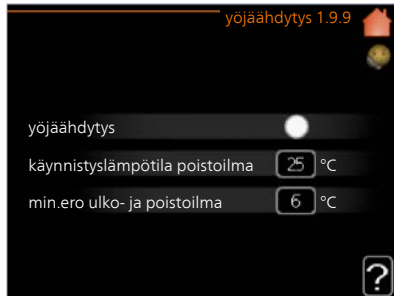 yöjäähdytys 1.9.9
yöjäähdytys
käynnistyslämpötila poistoilma 25 °C
min.ero ulko- ja poistoilma 6 °C
?